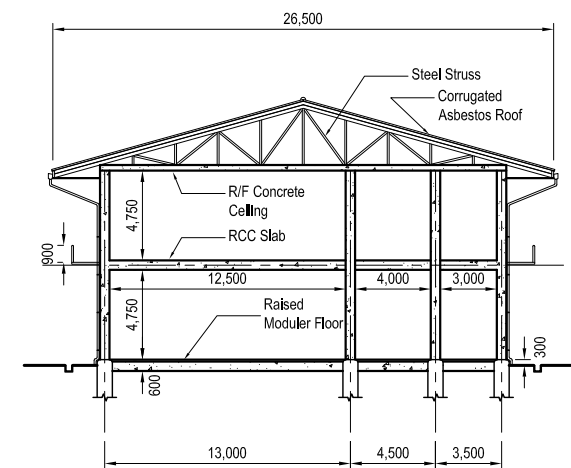 26,500
Steel Struss
Corrugated
Asbestos Roof
R/F Concrete
Ceiling
4,750
RCC Slab
900
12,500
4,000
3,000
4,750
Raised
Moduler Floor
300
600
13,000
4,500
3,500